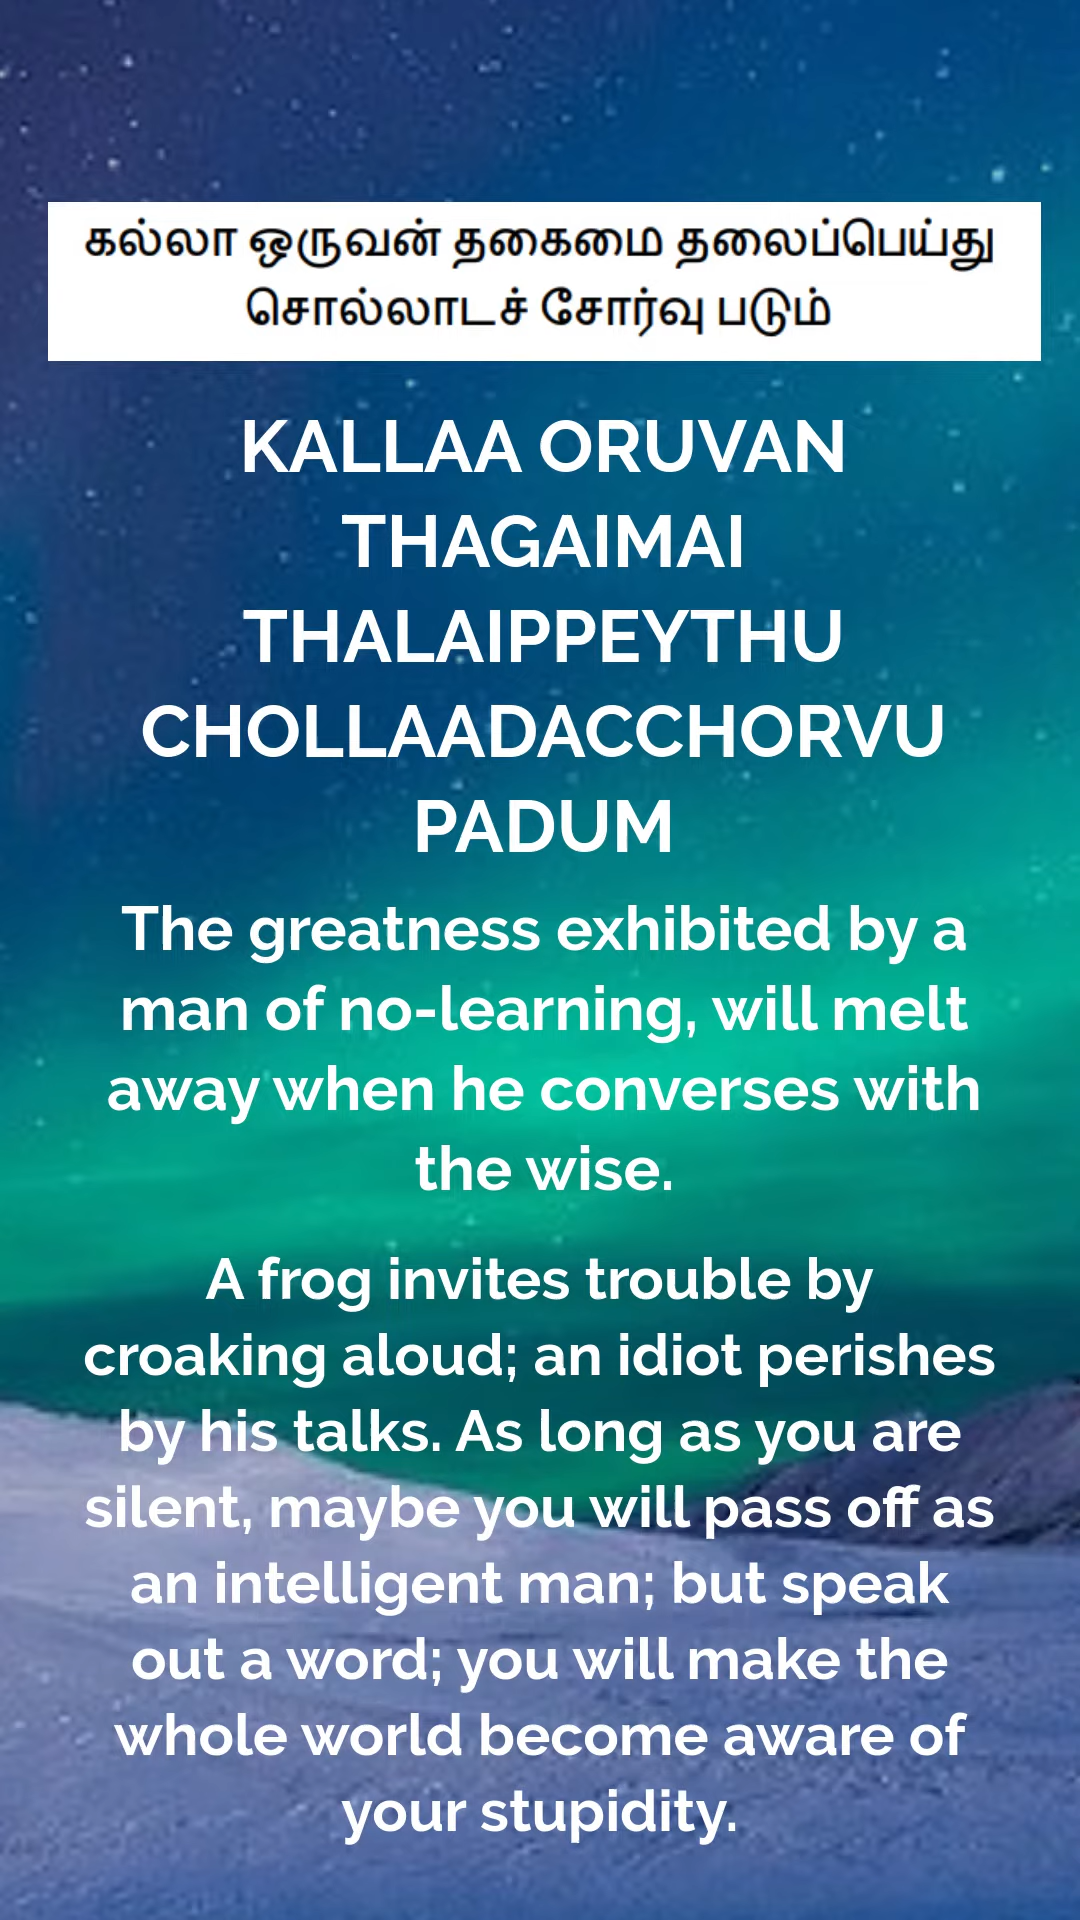 கல்லா ஒருவன் தகைமை தலைப்பெய்து
சொல்லாடச் சோர்வு படும்
KALLAA ORUVAN
THAGAIMAI
THALAIPPEYTHU
CHOLLAADACCHORVU
PADUM
The greatness exhibited by a
man of no-learning, will melt
away when he converses with
the wise.
A frog invites trouble by
croaking aloud; an idiot perishes
by his talks. As long as you are
silent, maybe you will pass off as
an intelligent man; but speak
out a word; you will make the
whole world become aware of
your stupidity.